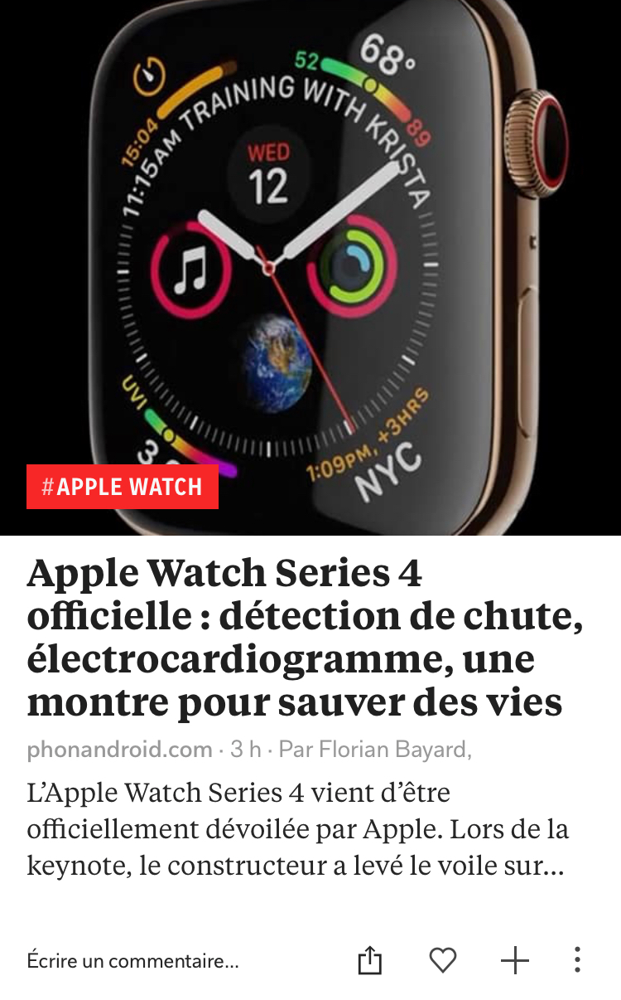 68°
52
89
15:04
11:15AM TRAINING WITH KRISTA
WED
12
UVI
1:09PM, +3HRS
NYC
#APPLE WATCH
Apple Watch Series 4
officielle : détection de chute,
électrocardiogramme, une
montre pour sauver des vies
phonandroid.com · 3 h · Par Florian Bayard,
L’Apple Watch Series 4 vient d’être
officiellement dévoilée par Apple. Lors de la
keynote, le constructeur a levé le voile sur...
Écrire un commentaire...